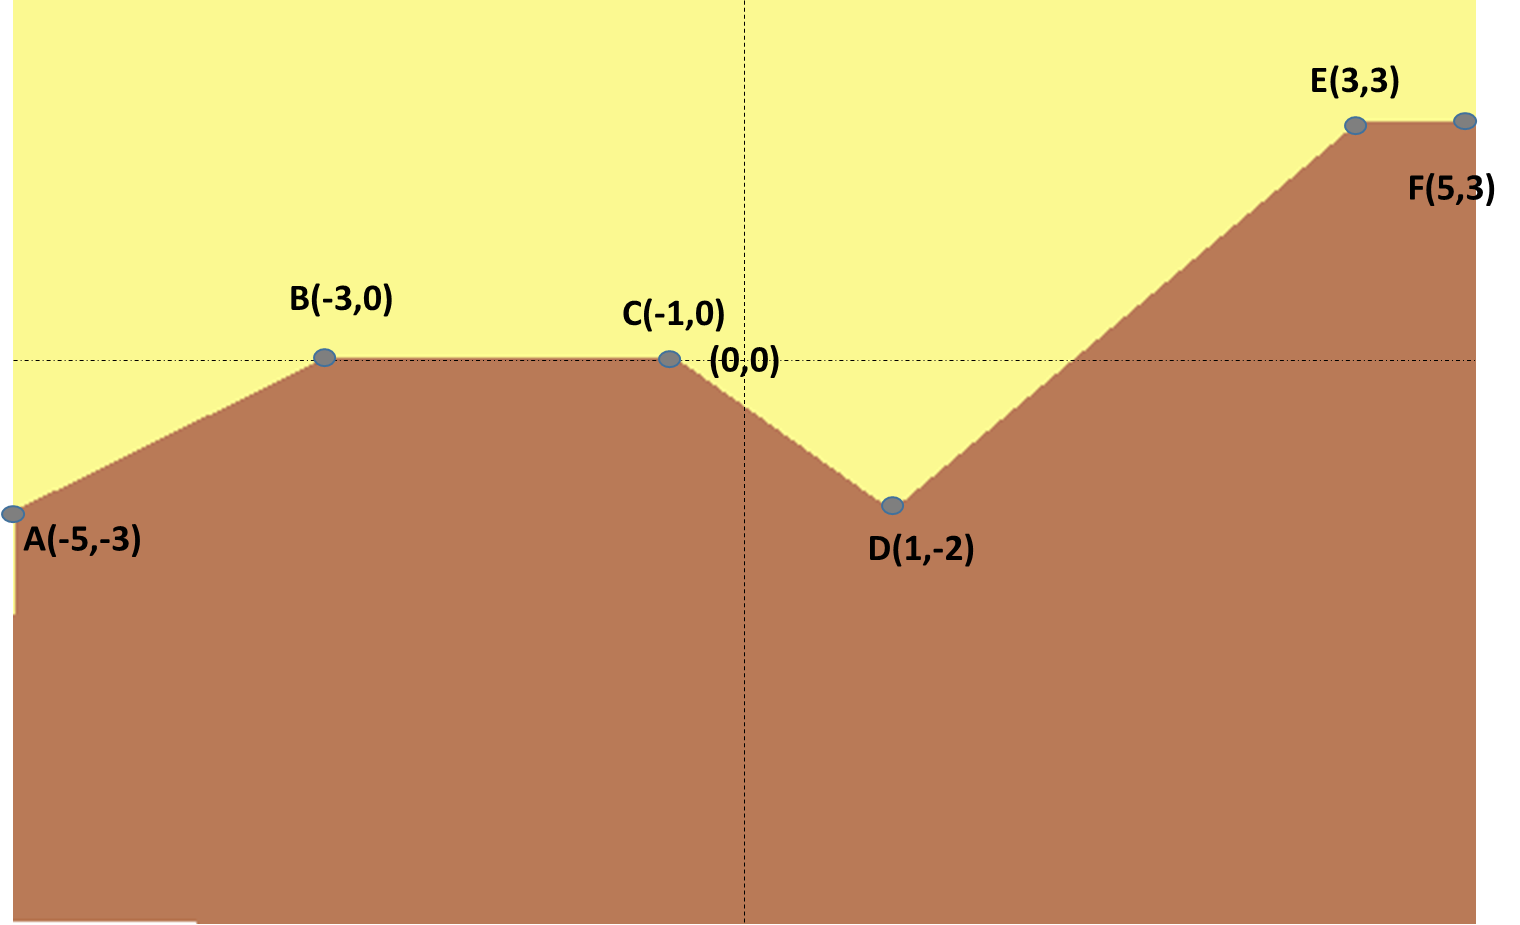 E(3,3)
F(5,3)
B(-3,0)
C(-1,0)
(0,0)
A(-5,-3)
D(1,-2)